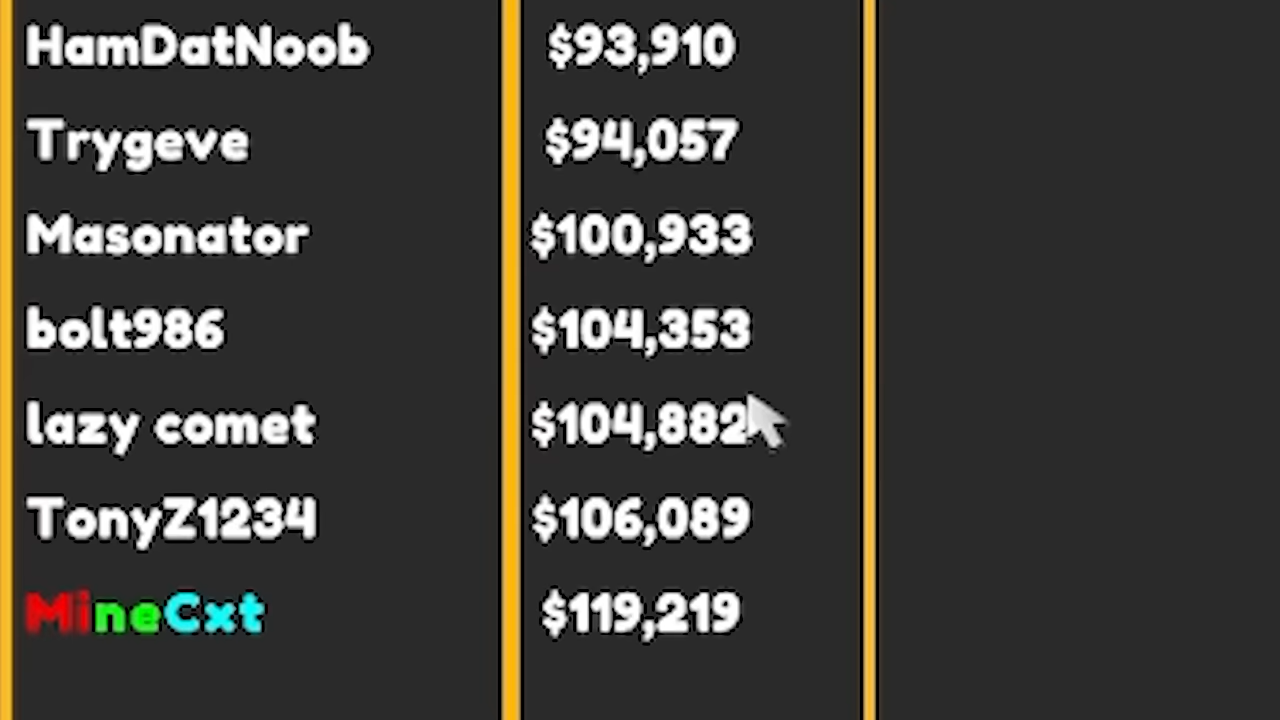 HamDatNoob $93,910
Trygeve $94,057
Masonator $100,933
bolt986 $104,353
lazy comet $104,882
TonyZ1234 $106,089
MineCxt $119,219